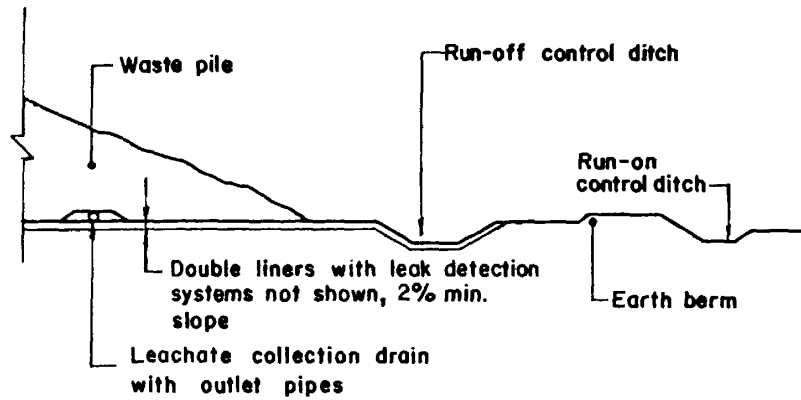 Waste pile
Run-off control ditch
Run-on
control ditch
Double liners with leak detection
systems not shown, 2% min.
slope
Earth berm
Leachate collection drain
with outlet pipes